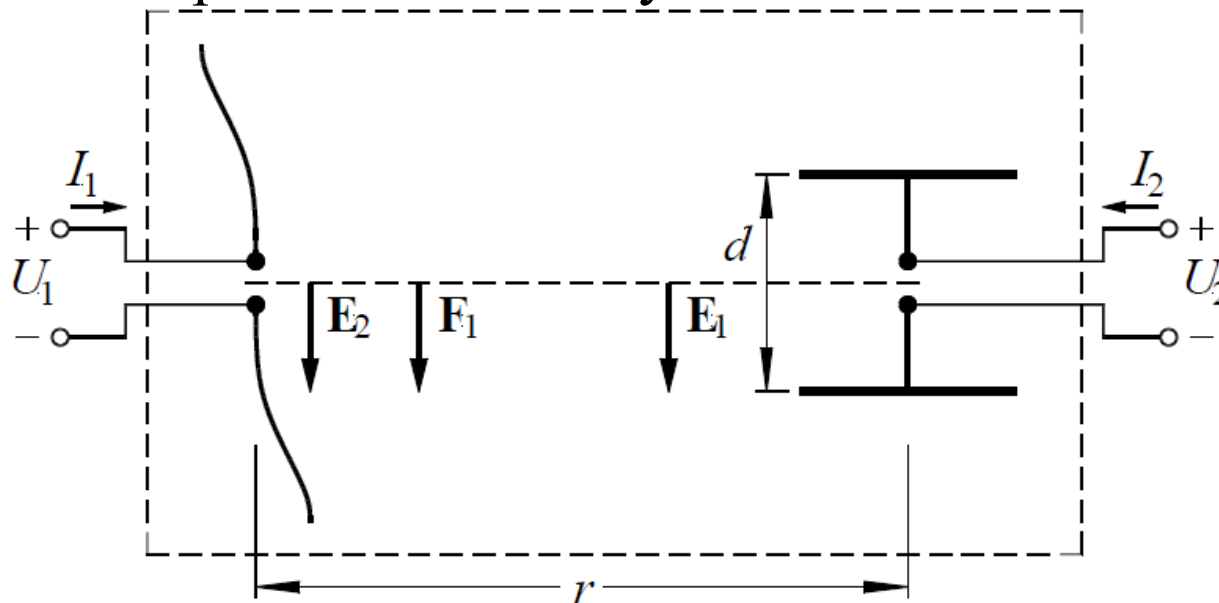 I₁
+
U₁
−
E₂
F₁
E₁
d
I₂
+
U₂
−
r